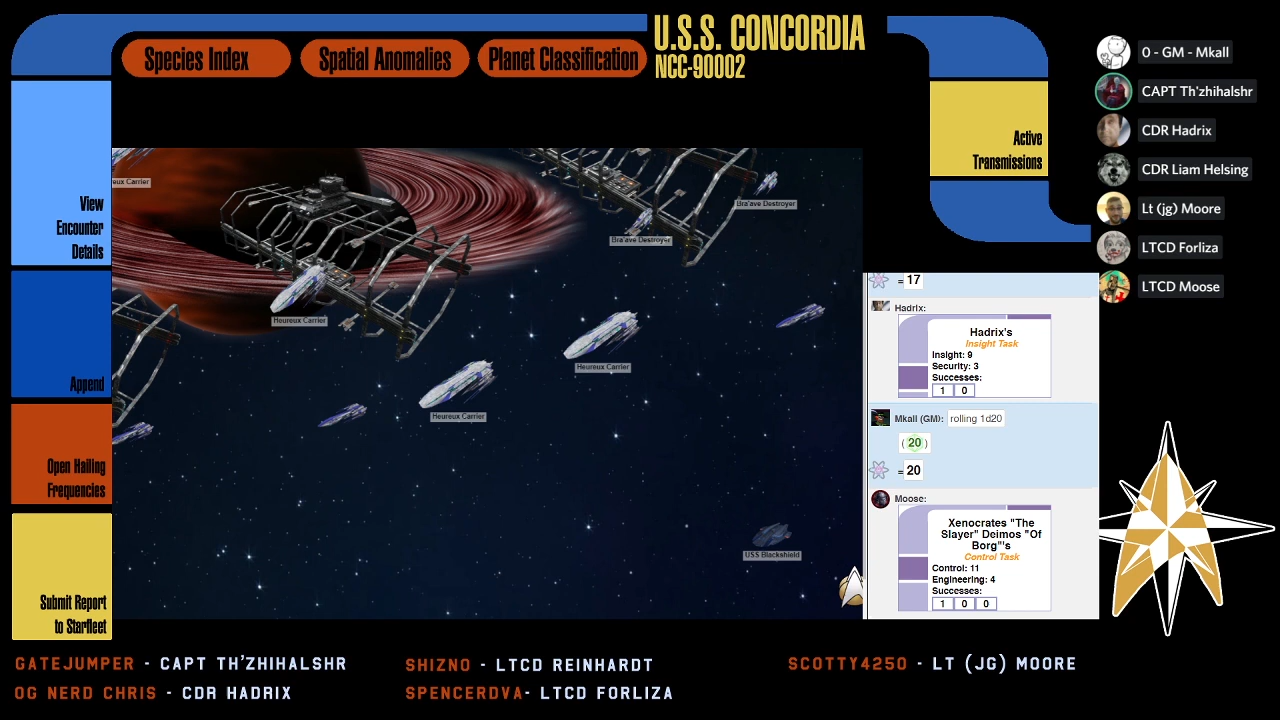 Species Index
Spatial Anomalies
Planet Classification
U.S.S. CONCORDIA
NCC-90002
View
Encounter
Details
Append
Open Hailing
Frequencies
Submit Report
to Starfleet
Active
Transmissions
0 - GM - Mkall
CAPT Th'zhihalshr
CDR Hadrix
CDR Liam Helsing
Lt (jg) Moore
LTCD Forliza
LTCD Moose
eux Carrier
Bra'ave Destroyer
Bra'ave Destroyer
Heureux Carrier
Heureux Carrier
Heureux Carrier
USS Blackshield
= 17
Hadrix:
Hadrix's
Insight Task
Insight: 9
Security: 3
Successes:
1 0
Mkall (GM): rolling 1d20
( 20 )
= 20
Moose:
Xenocrates "The
Slayer" Deimos "Of
Borg"'s
Control Task
Control: 11
Engineering: 4
Successes:
1 0 0
GATEJUMPER - CAPT TH'ZHIHALSHR
OG NERD CHRIS - CDR HADRIX
SHIZNO - LTCD REINHARDT
SPENCERDVA- LTCD FORLIZA
SCOTTY4250 - LT (JG) MOORE